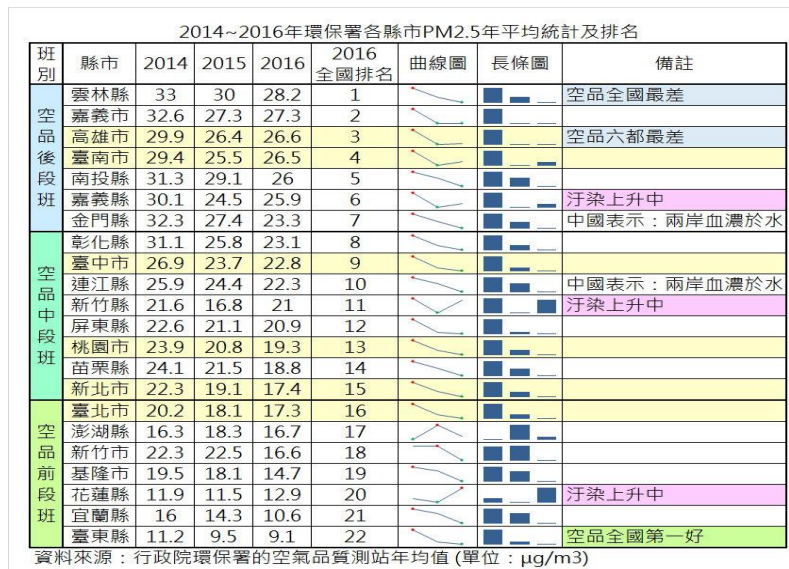 2014~2016年環保署各縣市PM2.5年平均統計及排名
班別 縣市 2014 2015 2016 2016全國排名 曲線圖 長條圖 備註
空品後段班
雲林縣 33 30 28.2 1 空品全國最差
嘉義市 32.6 27.3 27.3 2
高雄市 29.9 26.4 26.6 3 空品六都最差
臺南市 29.4 25.5 26.5 4
南投縣 31.3 29.1 26 5
嘉義縣 30.1 24.5 25.9 6 汙染上升中
金門縣 32.3 27.4 23.3 7 中國表示：兩岸血濃於水
空品中段班
彰化縣 31.1 25.8 23.1 8
臺中市 26.9 23.7 22.8 9
連江縣 25.9 24.4 22.3 10 中國表示：兩岸血濃於水
新竹縣 21.6 16.8 21 11 汙染上升中
屏東縣 22.6 21.1 20.9 12
桃園市 23.9 20.8 19.3 13
苗栗縣 24.1 21.5 18.8 14
新北市 22.3 19.1 17.4 15
空品前段班
臺北市 20.2 18.1 17.3 16
澎湖縣 16.3 18.3 16.7 17
新竹市 22.3 22.5 16.6 18
基隆市 19.5 18.1 14.7 19
花蓮縣 11.9 11.5 12.9 20 汙染上升中
宜蘭縣 16 14.3 10.6 21
臺東縣 11.2 9.5 9.1 22 空品全國第一好
資料來源：行政院環保署的空氣品質測站年均值 (單位：μg/m3)